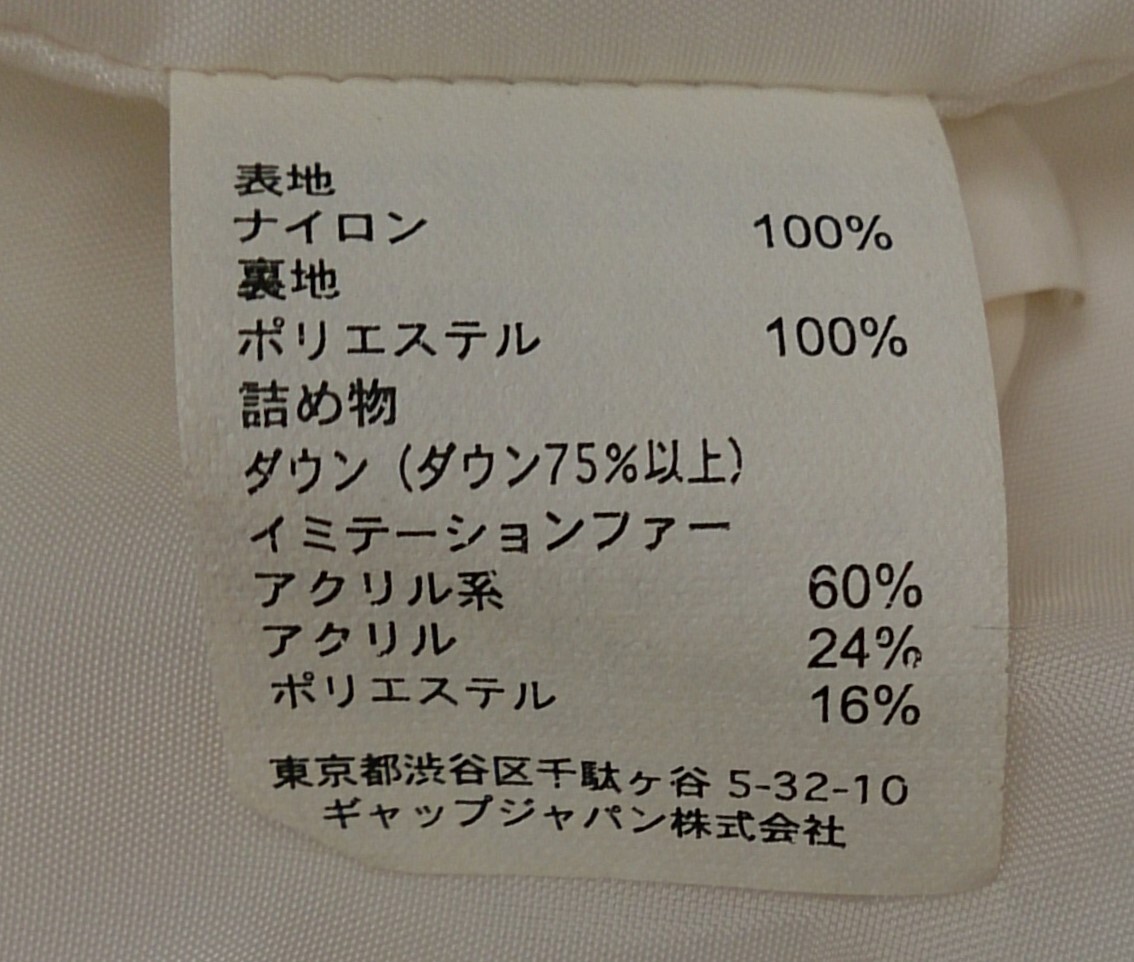 表地
ナイロン 100%
裏地
ポリエステル 100%
詰め物
ダウン (ダウン75%以上)
イミテーションファー
アクリル系 60%
アクリル 24%
ポリエステル 16%
東京都渋谷区千駄ヶ谷 5-32-10
ギャップジャパン株式会社